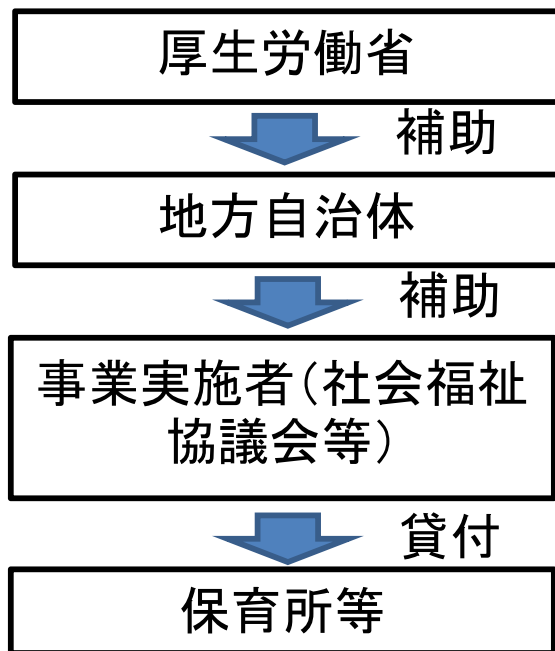 厚生労働省
補助
地方自治体
補助
事業実施者（社会福祉
協議会等）
貸付
保育所等